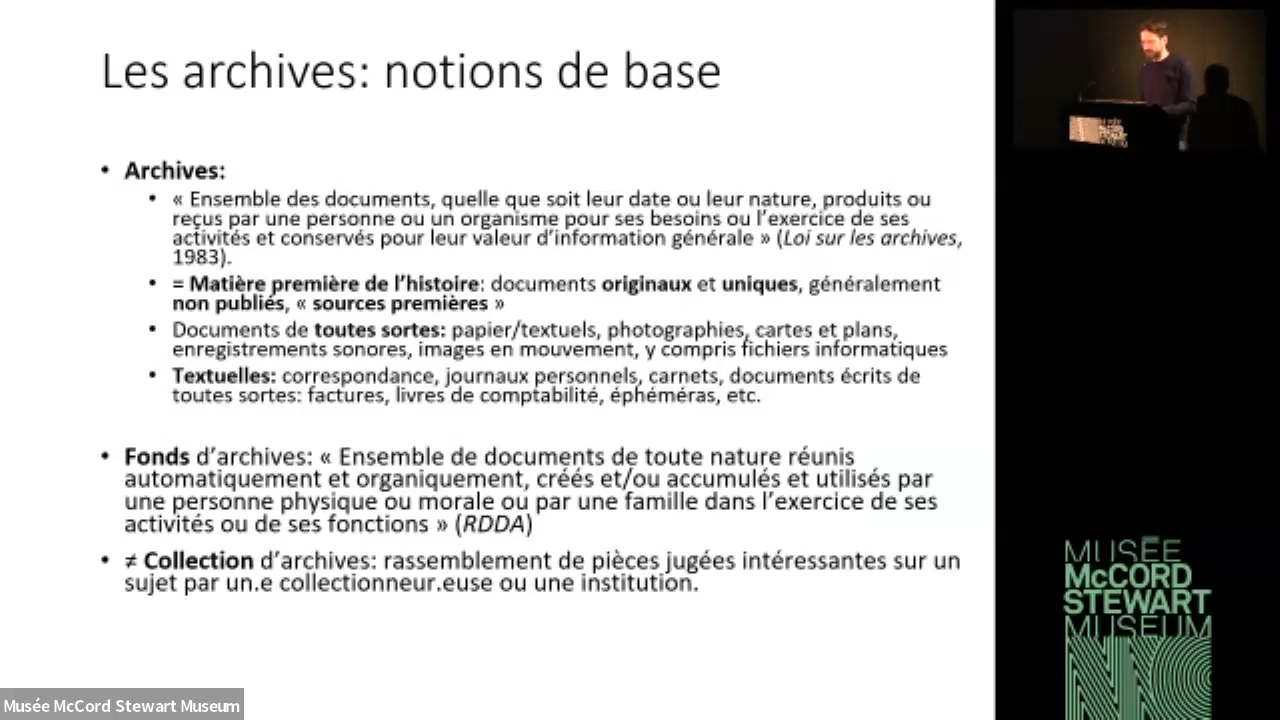 Les archives: notions de base
• Archives:
• « Ensemble des documents, quelle que soit leur date ou leur nature, produits ou
reçus par une personne ou un organisme pour ses besoins ou l’exercice de ses
activités et conservés pour leur valeur d’information générale » (Loi sur les archives,
1983).
• = Matière première de l’histoire: documents originaux et uniques, généralement
non publiés, « sources premières »
• Documents de toutes sortes: papier/textuels, photographies, cartes et plans,
enregistrements sonores, images en mouvement, y compris fichiers informatiques
• Textuelles: correspondance, journaux personnels, carnets, documents écrits de
toutes sortes: factures, livres de comptabilité, éphéméras, etc.
• Fonds d’archives: « Ensemble de documents de toute nature réunis
automatiquement et organiquement, créés et/ou accumulés et utilisés par
une personne physique ou morale ou par une famille dans l’exercice de ses
activités ou de ses fonctions » (RDDA)
• ≠ Collection d’archives: rassemblement de pièces jugées intéressantes sur un
sujet par un.e collectionneur.euse ou une institution.
MUSÉE
McCORD
STEWART
MUSEUM
Musée McCord Stewart Museum